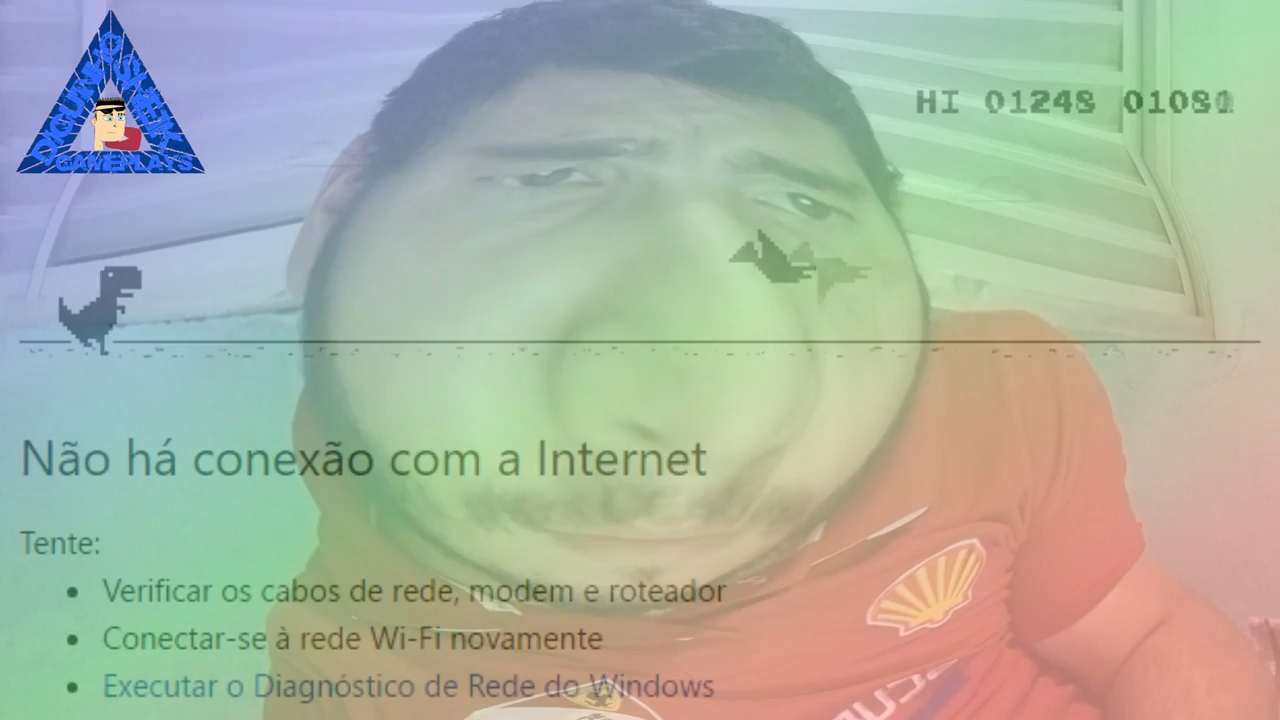 GAMEPLAYS
HI 01248
Não há conexão com a Internet
Tente:
Verificar os cabos de rede, modem e roteador
Conectar-se à rede Wi-Fi novamente
Executar o Diagnóstico de Rede do Windows